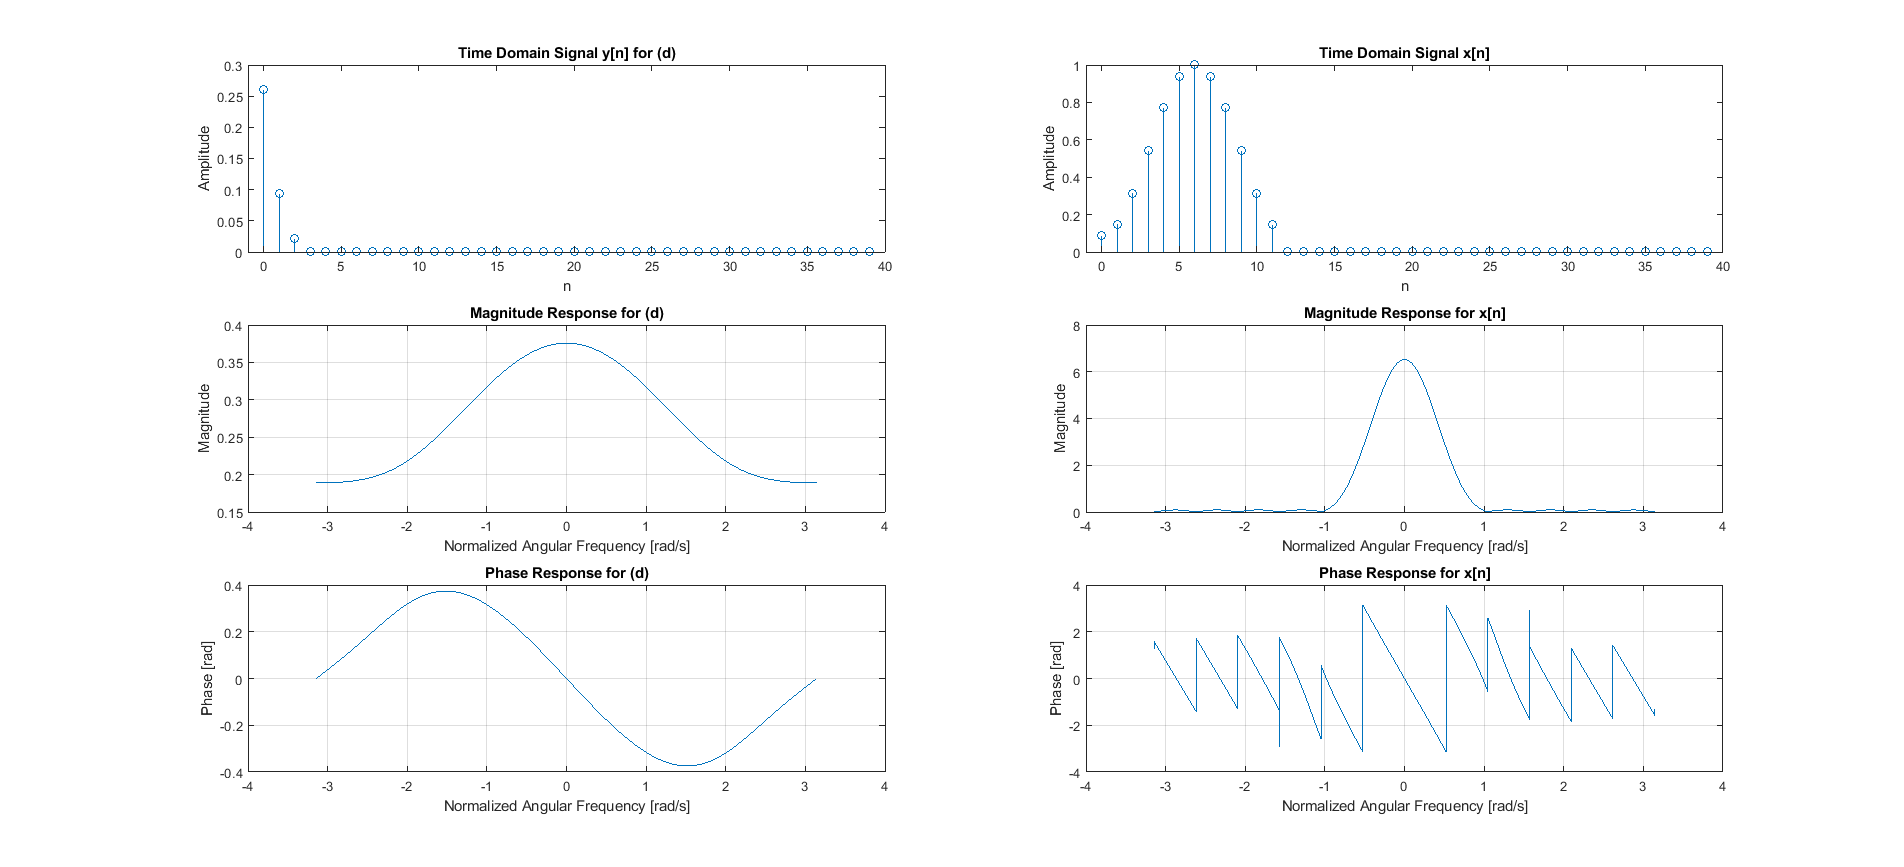 Time Domain Signal y[n] for (d)
0.3
0.25
0.2
0.15
0.1
0.05
0
Amplitude
0 5 10 15 20 25 30 35 40
n
Magnitude Response for (d)
0.4
0.35
0.3
0.25
0.2
0.15
Magnitude
-4 -3 -2 -1 0 1 2 3 4
Normalized Angular Frequency [rad/s]
Phase Response for (d)
0.4
0.2
0
-0.2
-0.4
Phase [rad]
-4 -3 -2 -1 0 1 2 3 4
Normalized Angular Frequency [rad/s]
Time Domain Signal x[n]
1
0.8
0.6
0.4
0.2
0
Amplitude
0 5 10 15 20 25 30 35 40
n
Magnitude Response for x[n]
8
6
4
2
0
Magnitude
-4 -3 -2 -1 0 1 2 3 4
Normalized Angular Frequency [rad/s]
Phase Response for x[n]
4
2
0
-2
-4
Phase [rad]
-4 -3 -2 -1 0 1 2 3 4
Normalized Angular Frequency [rad/s]